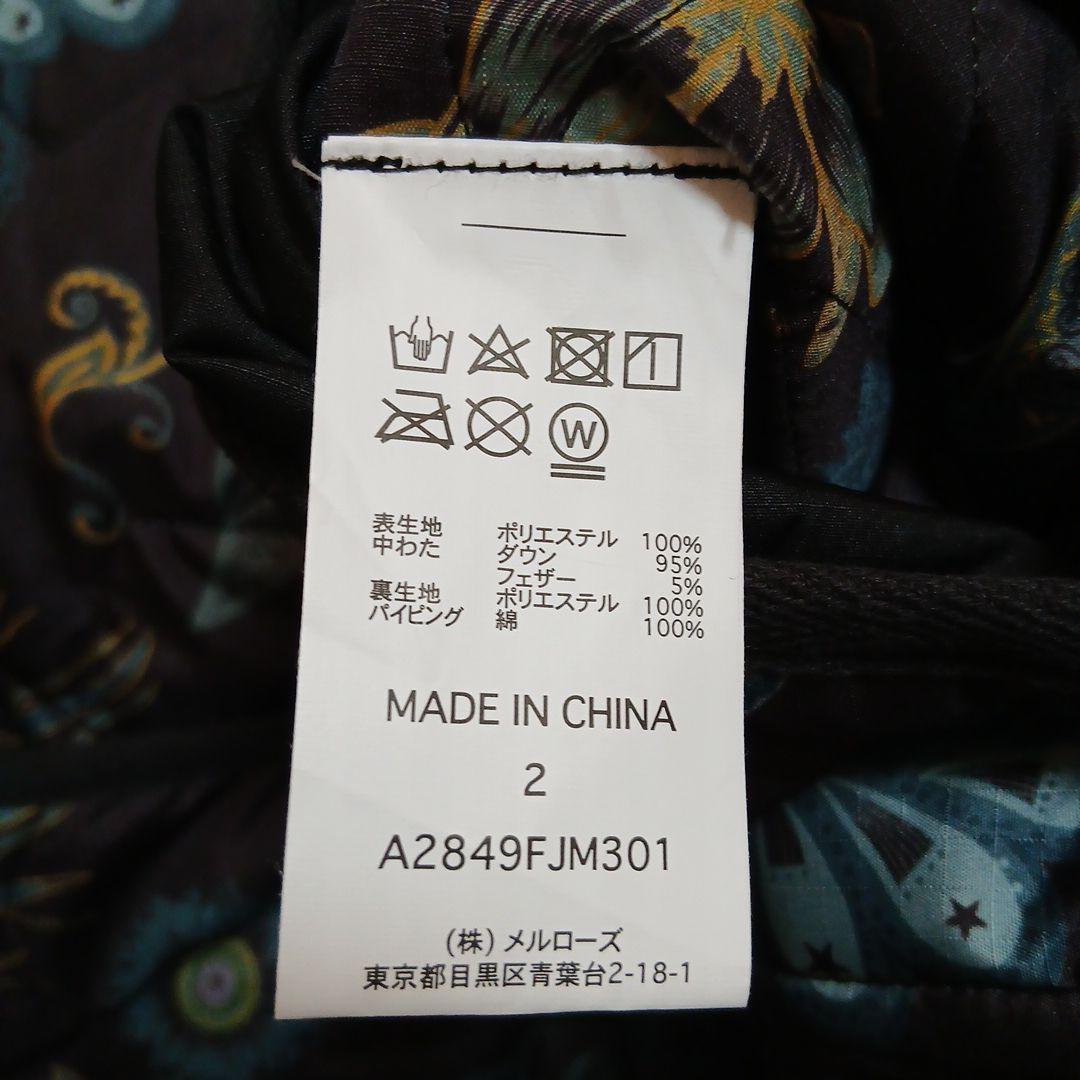 W
表生地 ポリエステル 100%
中わた ダウン 95%
フェザー 5%
裏生地 ポリエステル 100%
パイピング 綿 100%
MADE IN CHINA
2
A2849FJM301
(株)メルローズ
東京都目黒区青葉台2-18-1